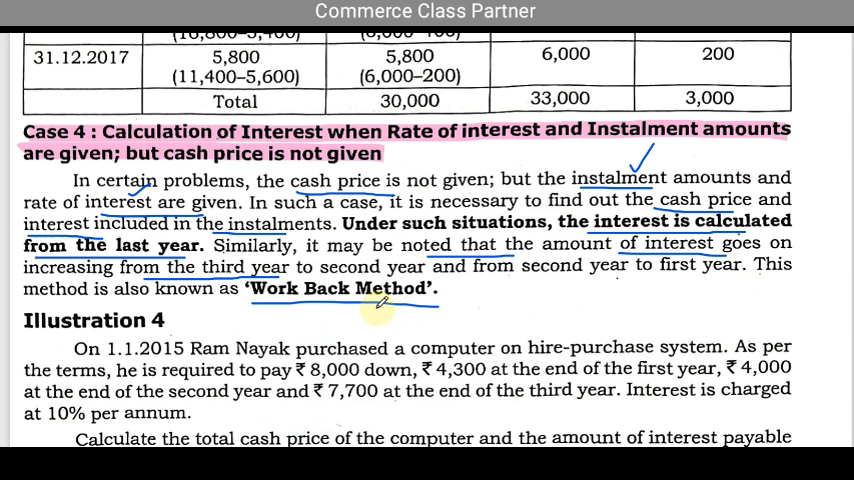 Commerce Class Partner
(10,800–5,400)
31.12.2017 5,800 5,800 6,000 200
(11,400–5,600) (6,000–200)
Total 30,000 33,000 3,000
Case 4 : Calculation of Interest when Rate of interest and Instalment amounts
are given; but cash price is not given
In certain problems, the cash price is not given; but the instalment amounts and
rate of interest are given. In such a case, it is necessary to find out the cash price and
interest included in the instalments. Under such situations, the interest is calculated
from the last year. Similarly, it may be noted that the amount of interest goes on
increasing from the third year to second year and from second year to first year. This
method is also known as ‘Work Back Method’.
Illustration 4
On 1.1.2015 Ram Nayak purchased a computer on hire-purchase system. As per
the terms, he is required to pay ₹ 8,000 down, ₹ 4,300 at the end of the first year, ₹ 4,000
at the end of the second year and ₹ 7,700 at the end of the third year. Interest is charged
at 10% per annum.
Calculate the total cash price of the computer and the amount of interest payable